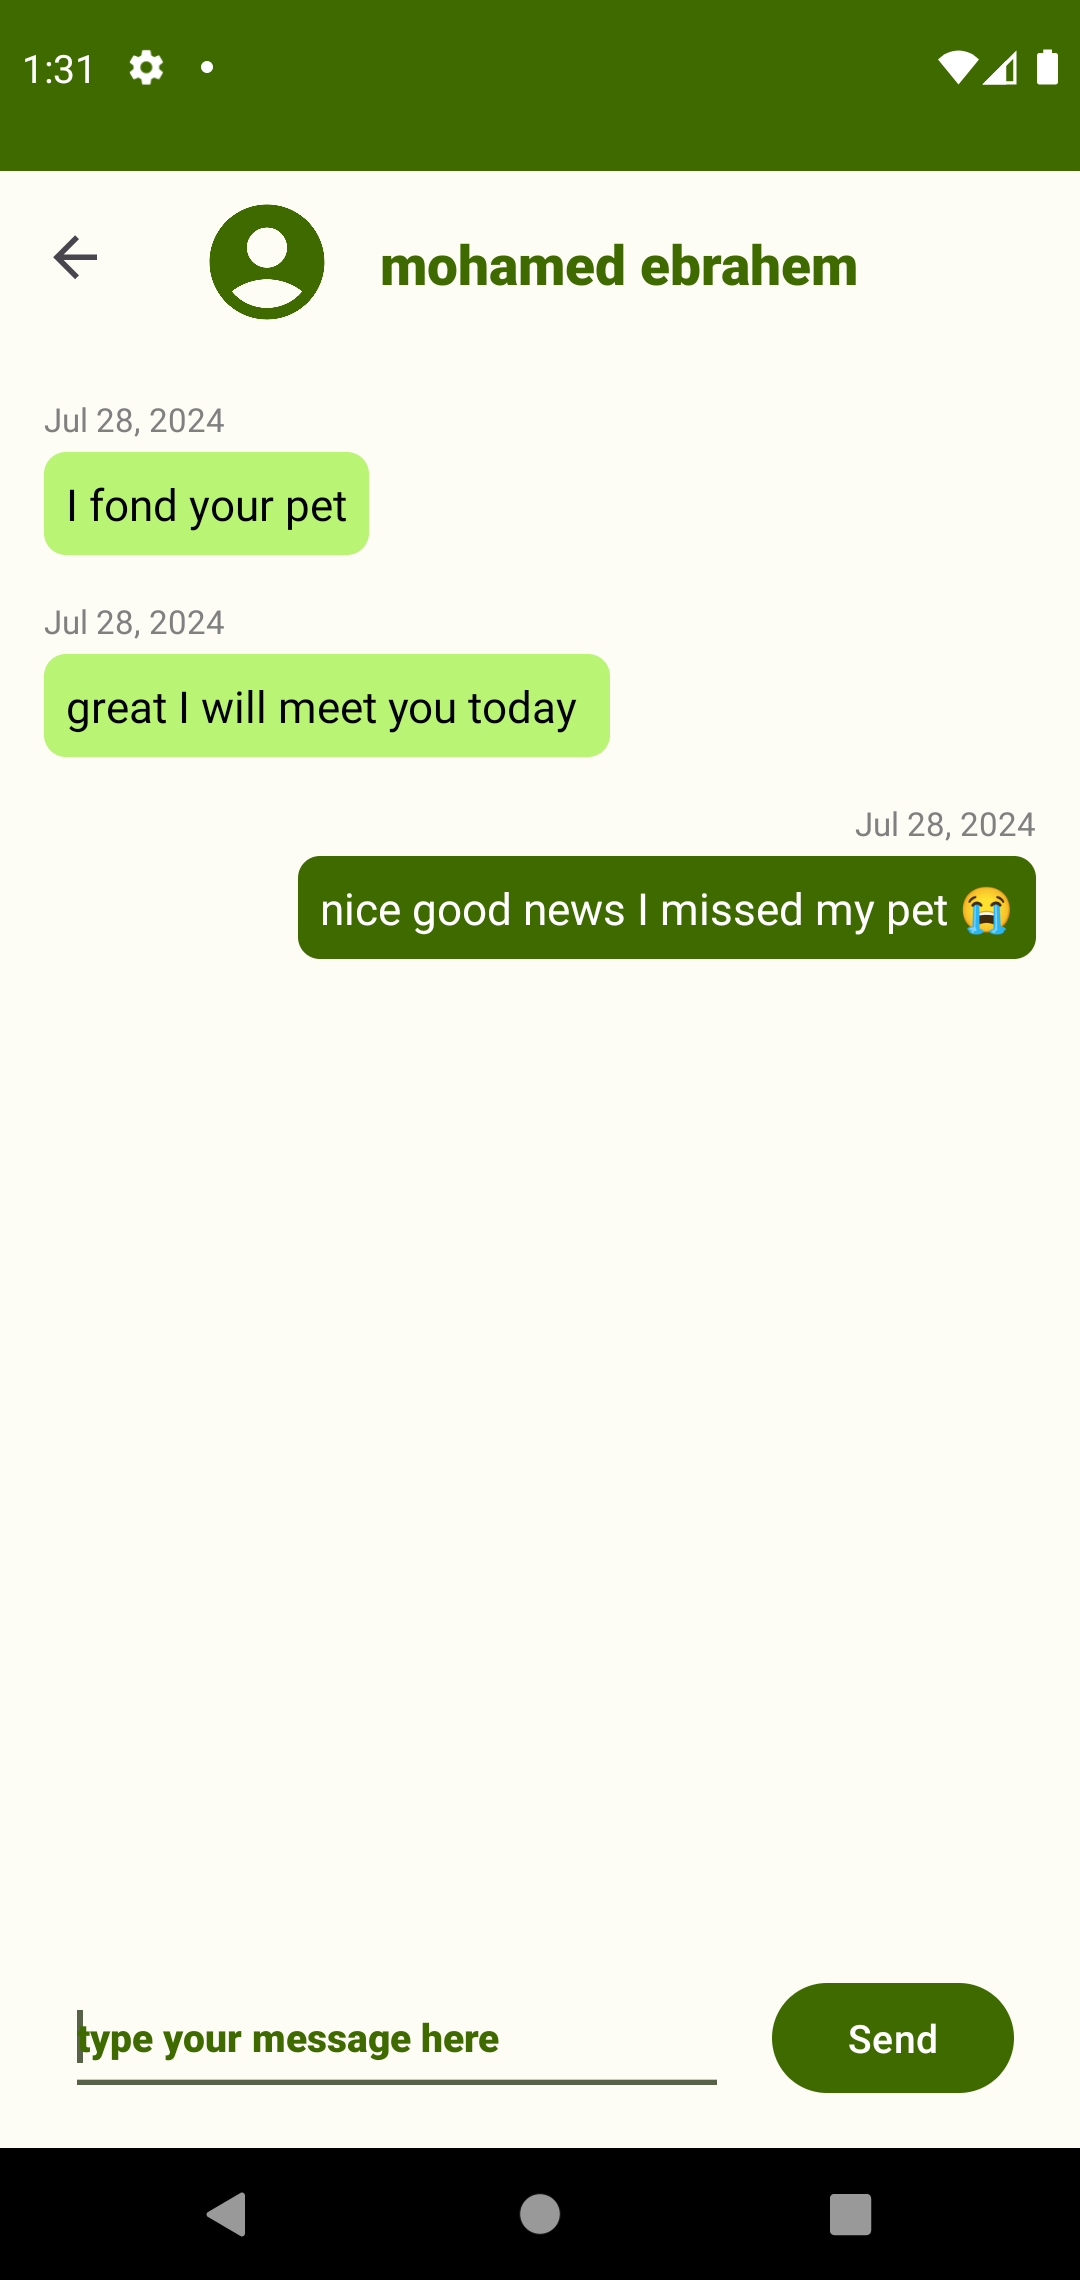 1:31
mohamed ebrahem
Jul 28, 2024
I fond your pet
Jul 28, 2024
great I will meet you today
Jul 28, 2024
nice good news I missed my pet 😭
type your message here
Send